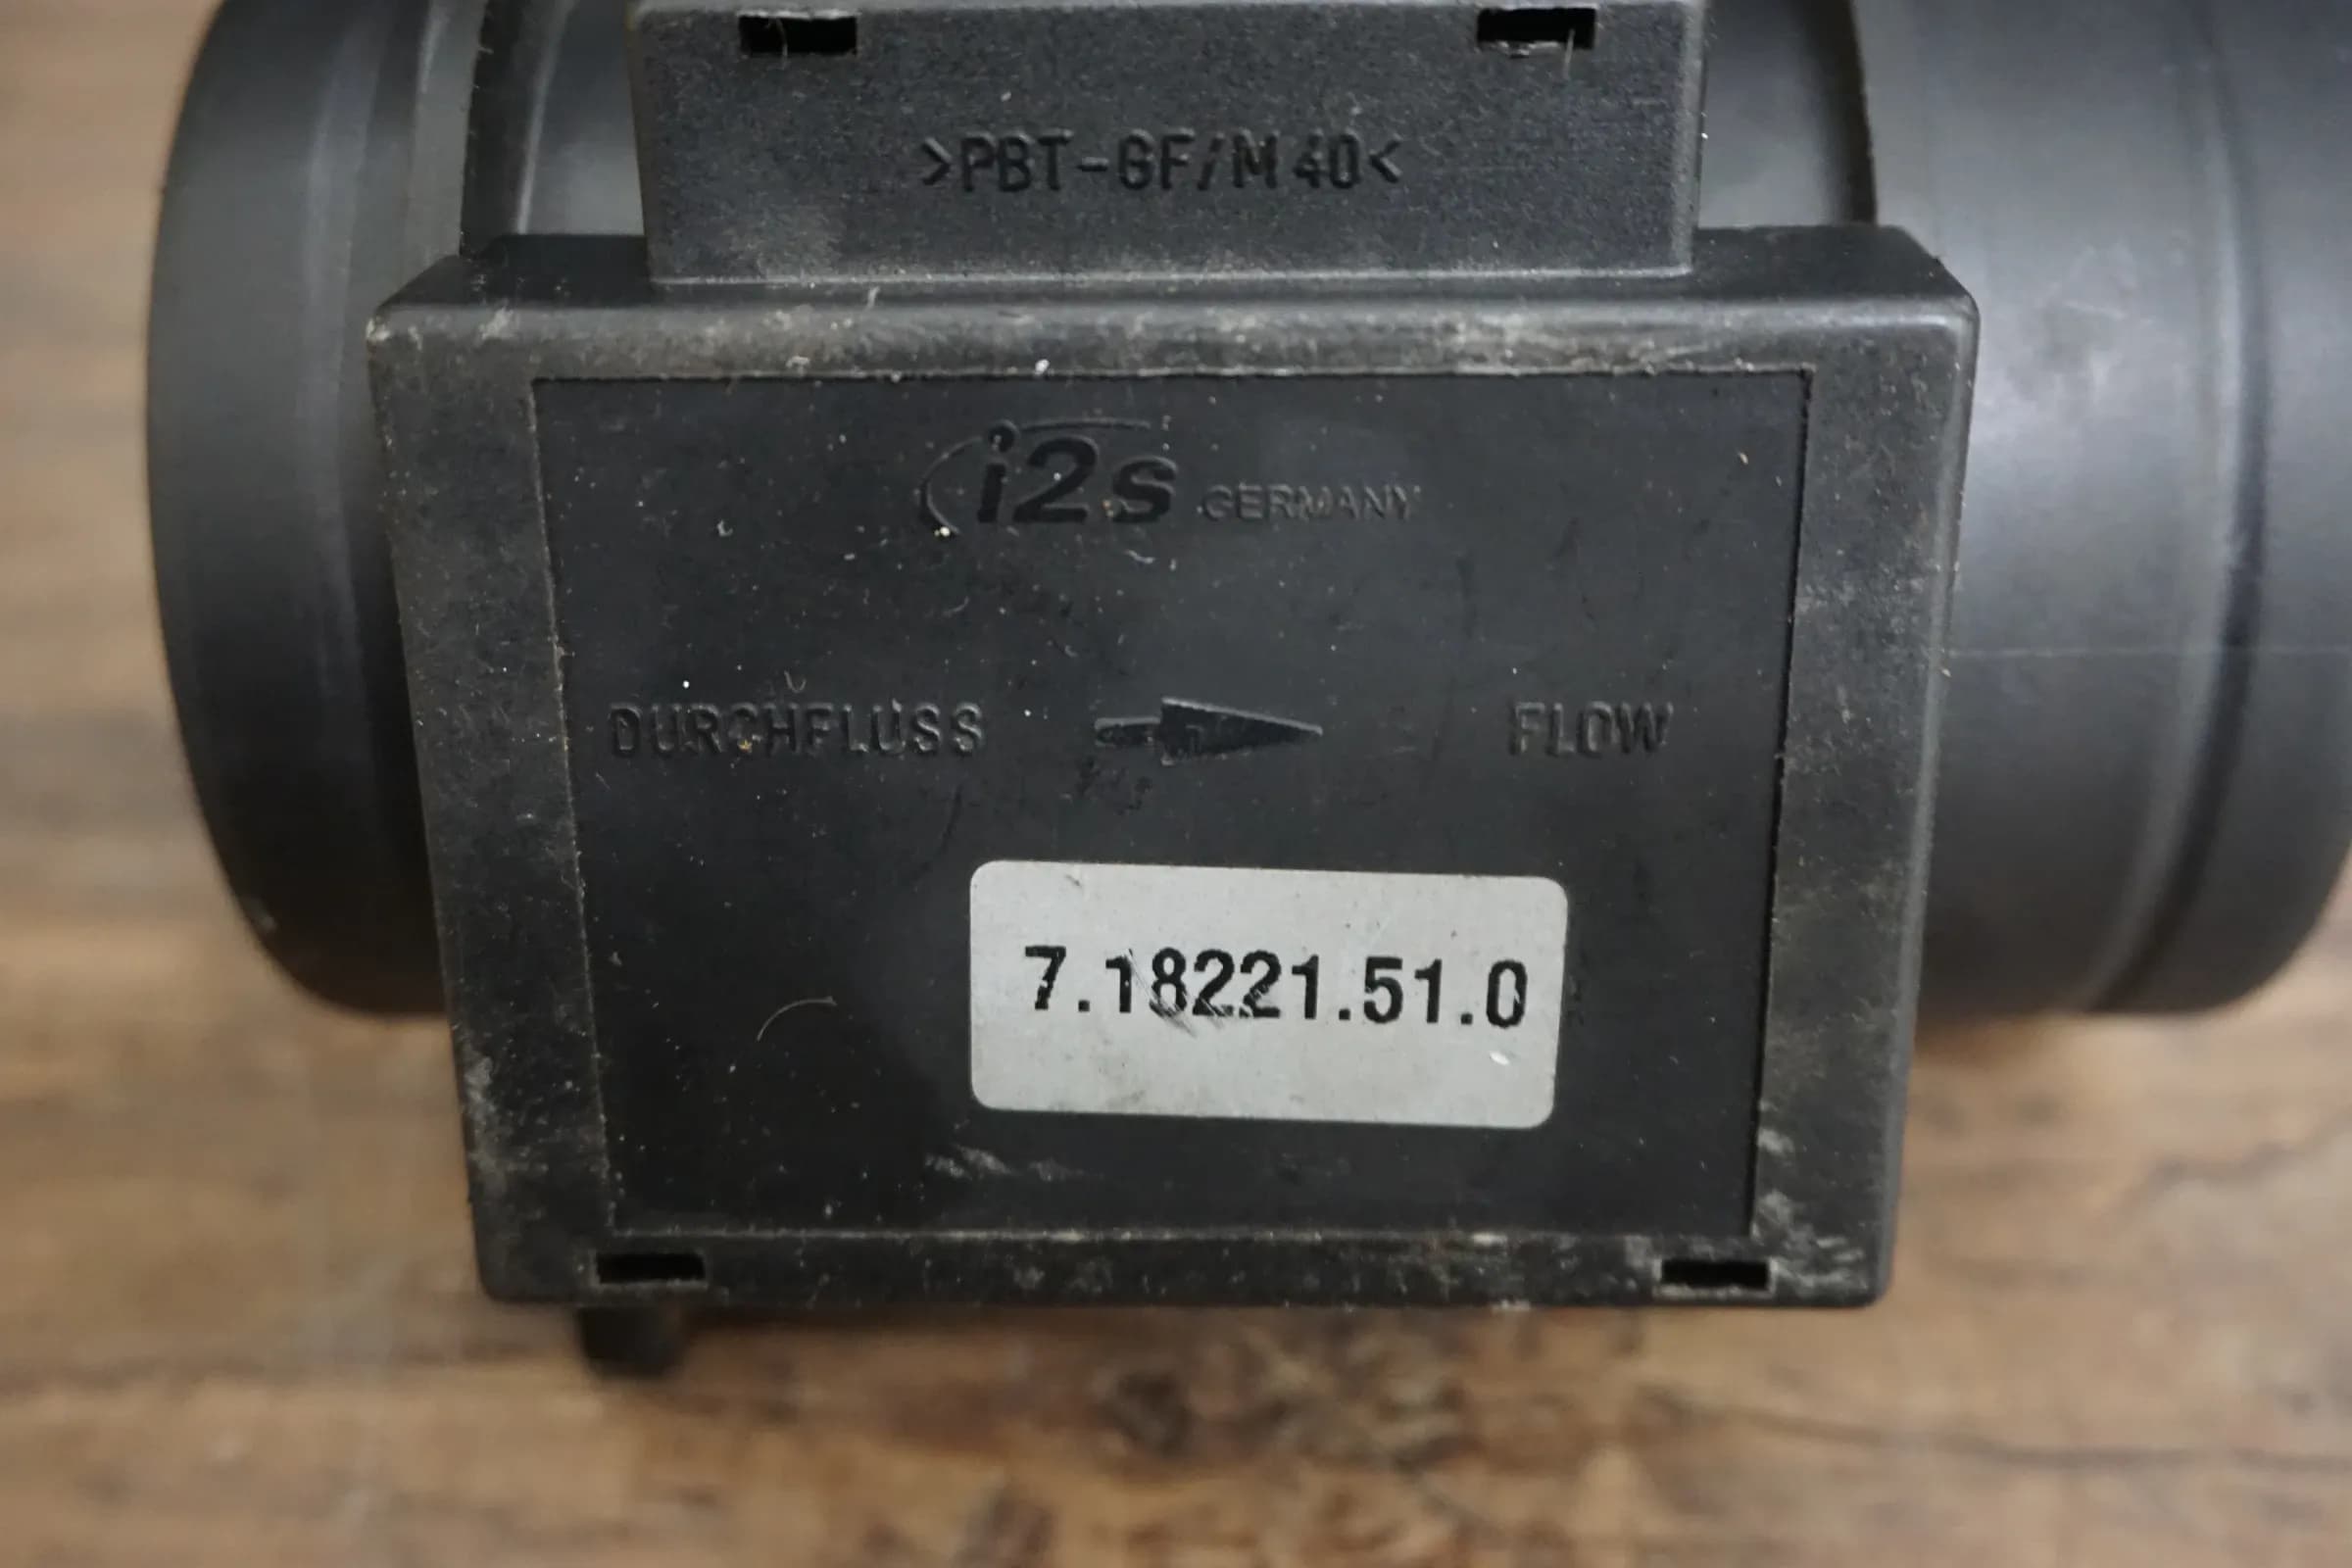 >PBT-GF/M40<
i2s GERMANY
DURCHFLUSS FLOW
7.18221.51.0